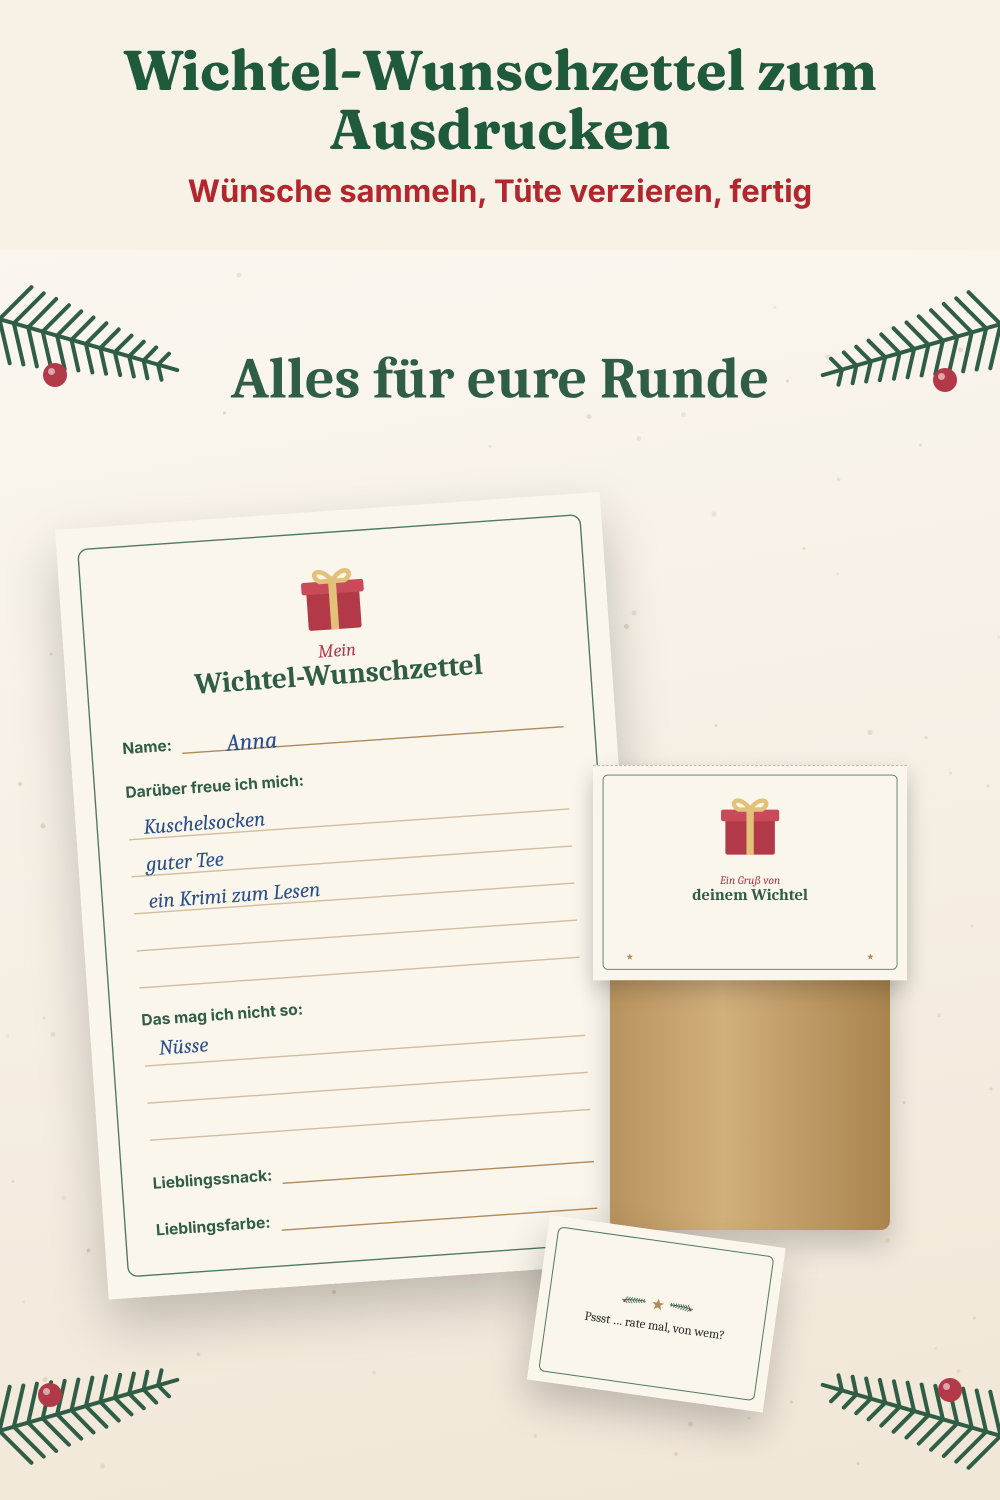 Wichtel-Wunschzettel zum
Ausdrucken
Wünsche sammeln, Tüte verzieren, fertig
Alles für eure Runde
Mein
Wichtel-Wunschzettel
Name: Anna
Darüber freue ich mich:
Kuschelsocken
guter Tee
ein Krimi zum Lesen
Das mag ich nicht so:
Nüsse
Lieblingssnack:
Lieblingsfarbe:
Ein Gruß von
deinem Wichtel
Pssst ... rate mal, von wem?